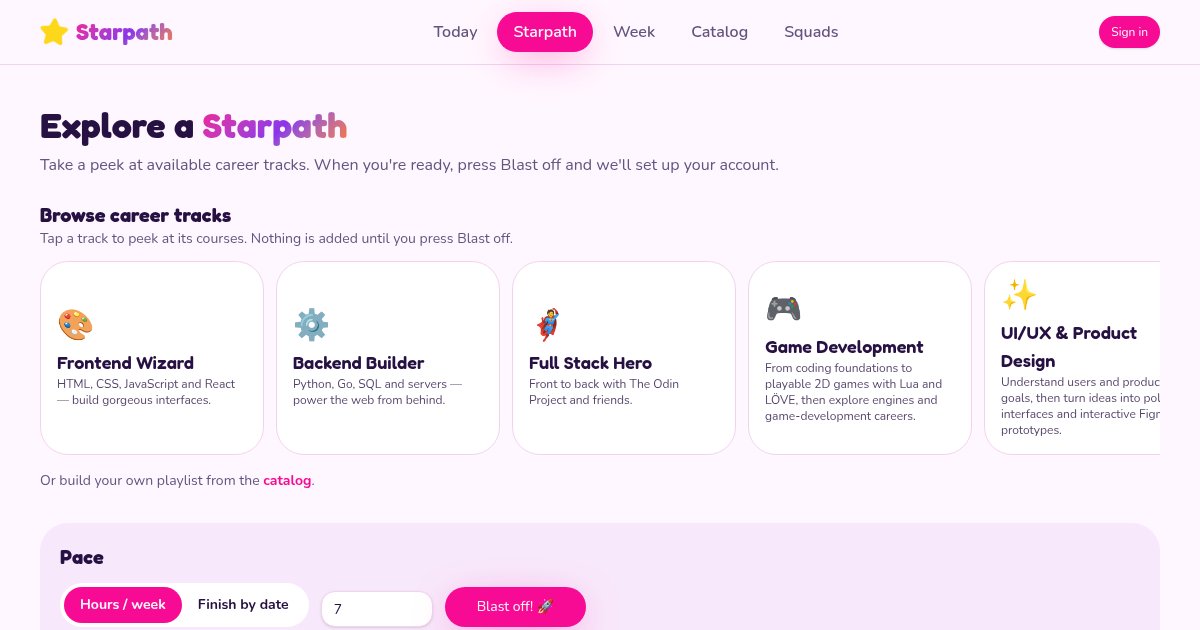 Starpath
Today
Starpath
Week
Catalog
Squads
Sign in
Explore a Starpath
Take a peek at available career tracks. When you're ready, press Blast off and we'll set up your account.
Browse career tracks
Tap a track to peek at its courses. Nothing is added until you press Blast off.
Frontend Wizard
HTML, CSS, JavaScript and React
— build gorgeous interfaces.
Backend Builder
Python, Go, SQL and servers —
power the web from behind.
Full Stack Hero
Front to back with The Odin
Project and friends.
Game Development
From coding foundations to
playable 2D games with Lua and
LÖVE, then explore engines and
game-development careers.
UI/UX & Product
Design
Understand users and
goals, then turn ideas into
interfaces and interactive
prototypes.
Or build your own playlist from the catalog.
Pace
Hours / week
Finish by date
7
Blast off! 🚀